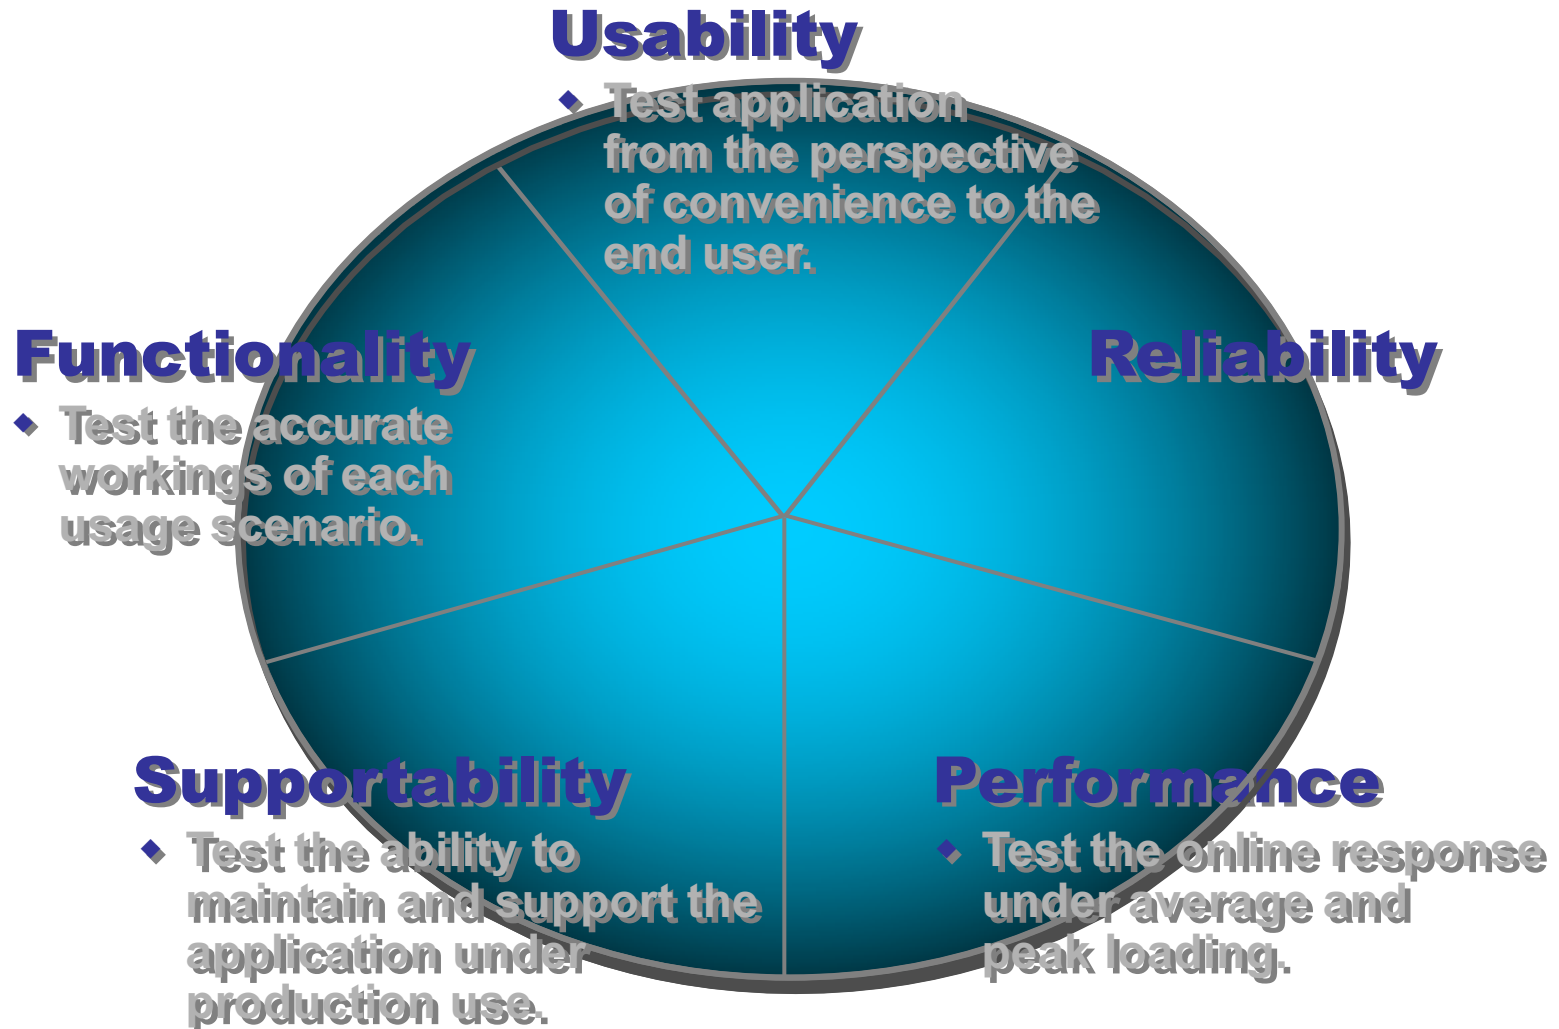 Usability
Test application
from the perspective
of convenience to the
end user.
Functionality
Test the accurate
workings of each
usage scenario.
Reliability
Supportability
Test the ability to
maintain and support the
application under
production use.
Performance
Test the online response
under average and
peak loading.